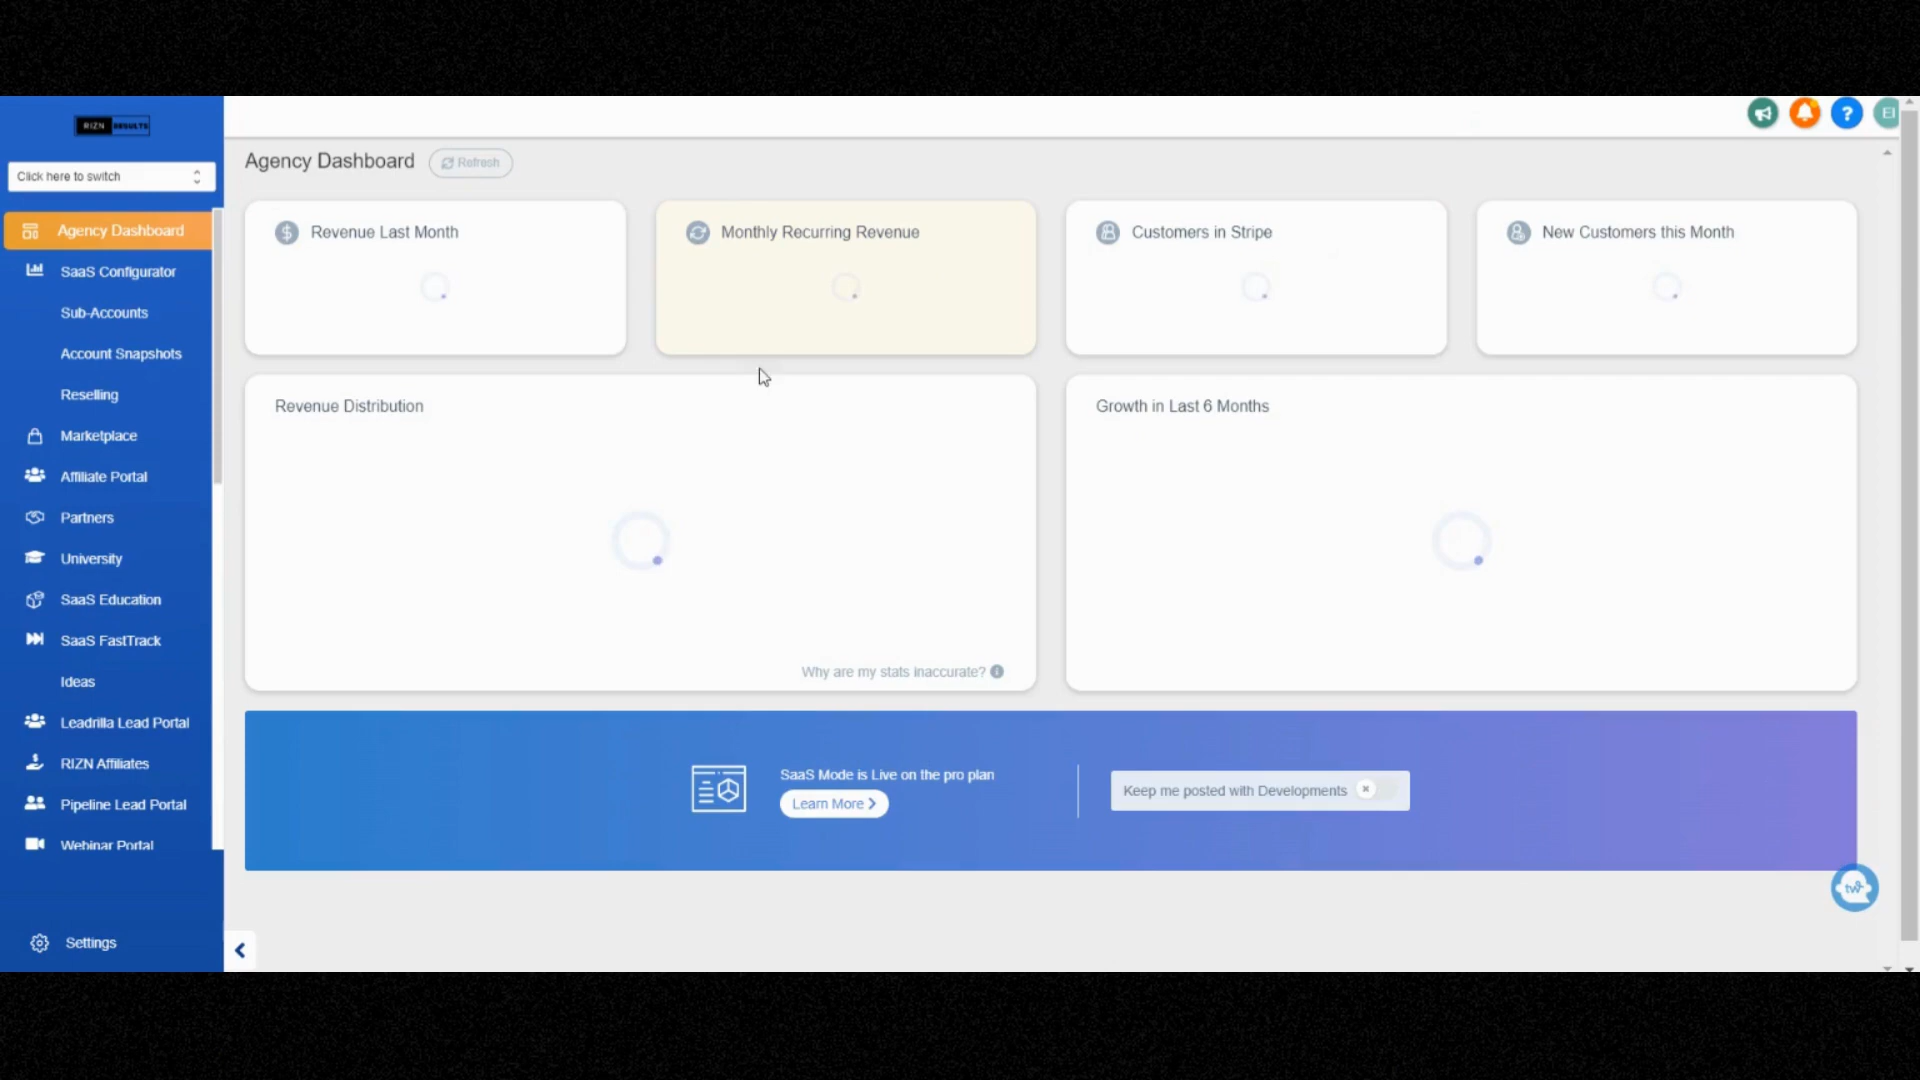 RIZN RESULTS
Click here to switch
Agency Dashboard
SaaS Configurator
Sub-Accounts
Account Snapshots
Reselling
Marketplace
Affiliate Portal
Partners
University
SaaS Education
SaaS FastTrack
Ideas
Leadrilla Lead Portal
RIZN Affiliates
Pipeline Lead Portal
Webinar Portal
Settings
?
Agency Dashboard
Refresh
Revenue Last Month
Monthly Recurring Revenue
Customers in Stripe
New Customers this Month
Revenue Distribution
Why are my stats inaccurate?
Growth in Last 6 Months
SaaS Mode is Live on the pro plan
Learn More
Keep me posted with Developments